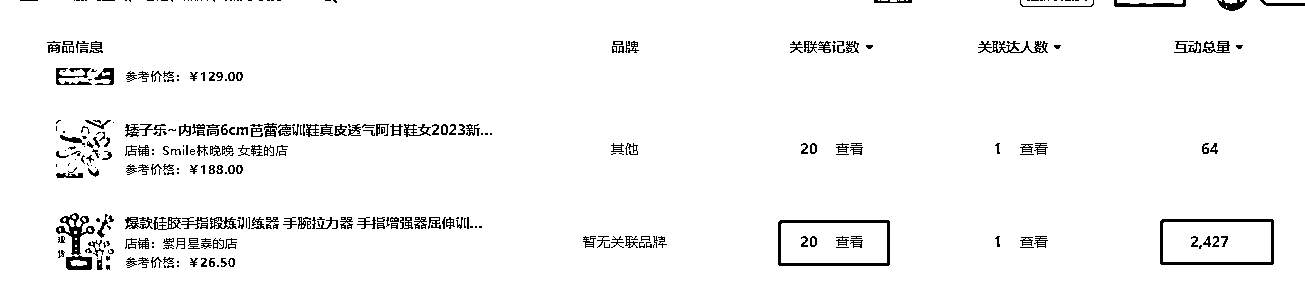 商品信息 品牌 关联笔记数 关联达人数 互动总量
参考价格：￥129.00
矮子乐~内增高6cm芭蕾德训鞋真皮透气阿甘鞋女2023新...
店铺：Smile林晚晚 女鞋的店
参考价格：￥188.00
其他 20 查看 1 查看 64
爆款硅胶手指锻炼训练器 手腕拉力器 手指增强器屈伸训...
店铺：紫月星泰的店
参考价格：￥26.50
暂无关联品牌 20 查看 1 查看 2,427